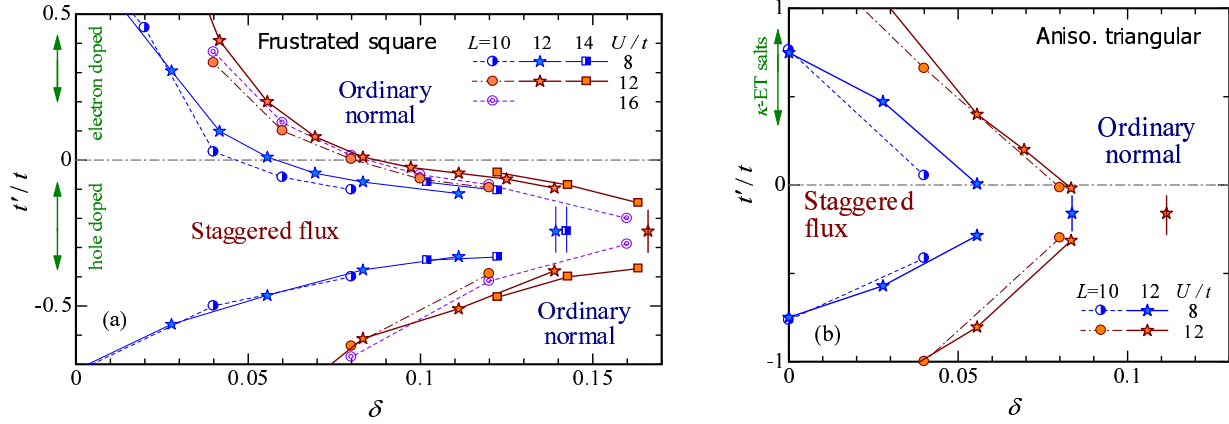 Frustrated square
L=10 12 14 U/t
8
12
16
Ordinary
normal
electron doped
hole doped
Staggered flux
Ordinary
normal
(a)
t'/t
0
-0.5
0 0.05 0.1 0.15
δ
Aniso. triangular
κ-ET salts
Ordinary
normal
Staggered
flux
L=10 12 U/t
8
12
(b)
t'/t
1
0
-1
0 0.05 0.1
δ